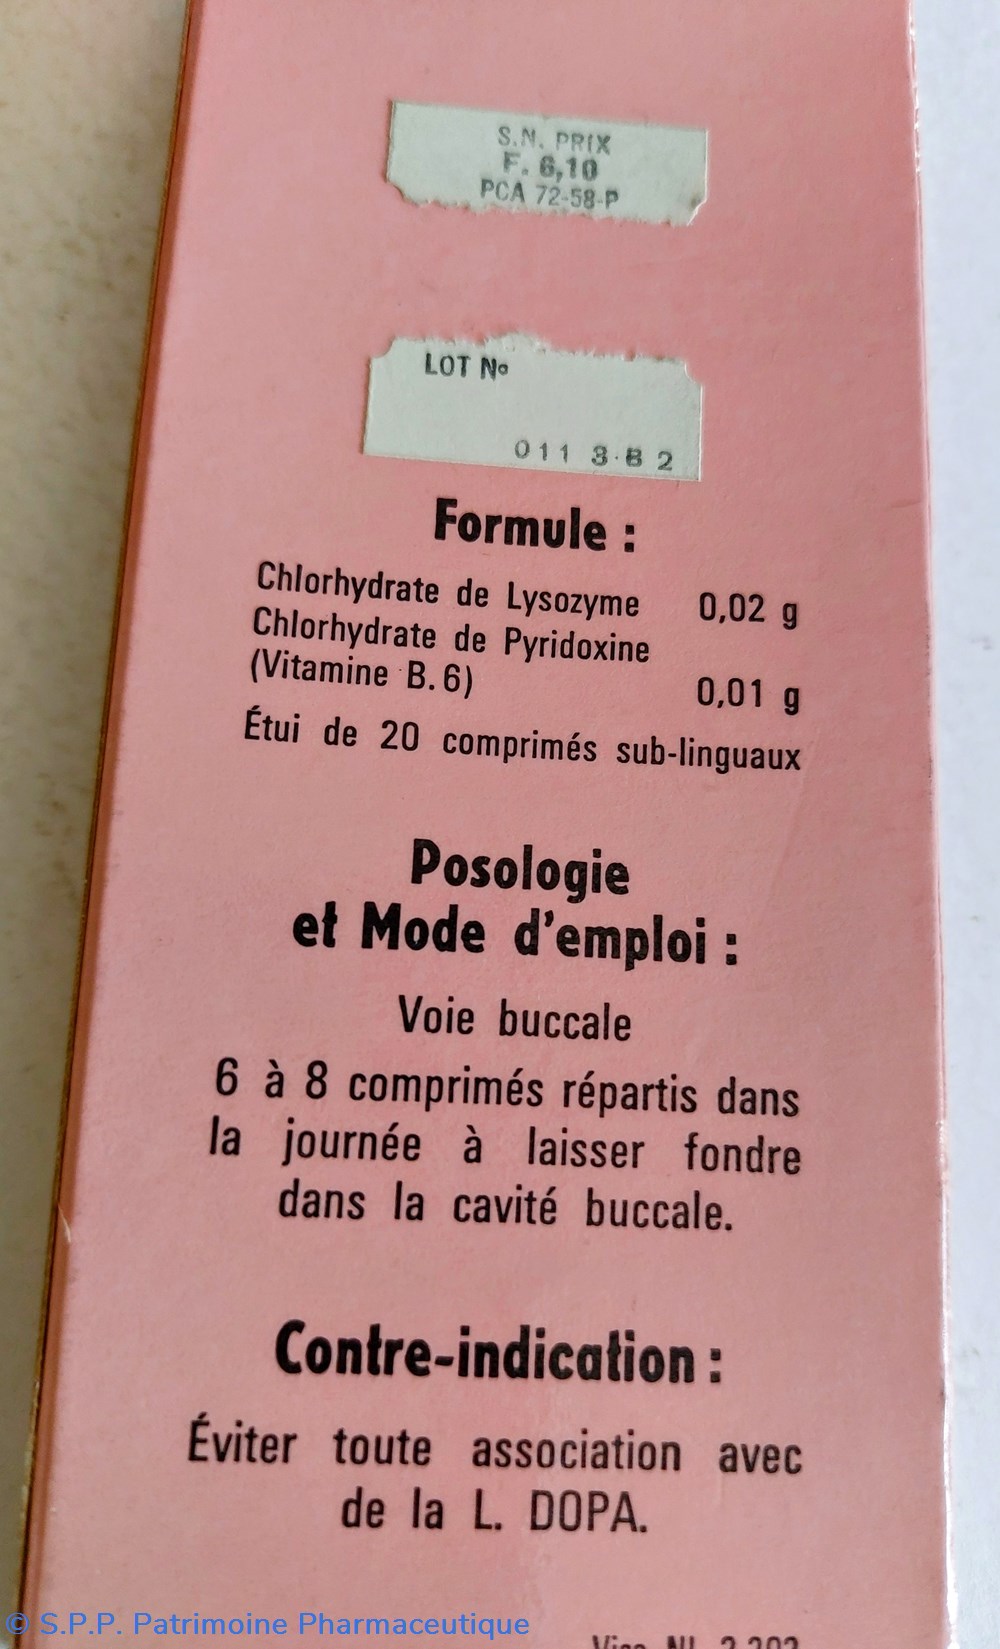 S.N. PRIX
F. 6,10
PCA 72-58-P
LOT Nº
011 3·82
Formule :
Chlorhydrate de Lysozyme 0,02 g
Chlorhydrate de Pyridoxine
(Vitamine B.6) 0,01 g
Étui de 20 comprimés sub-linguaux
Posologie
et Mode d'emploi :
Voie buccale
6 à 8 comprimés répartis dans
la journée à laisser fondre
dans la cavité buccale.
Contre-indication :
Éviter toute association avec
de la L. DOPA.
© S.P.P. Patrimoine Pharmaceutique